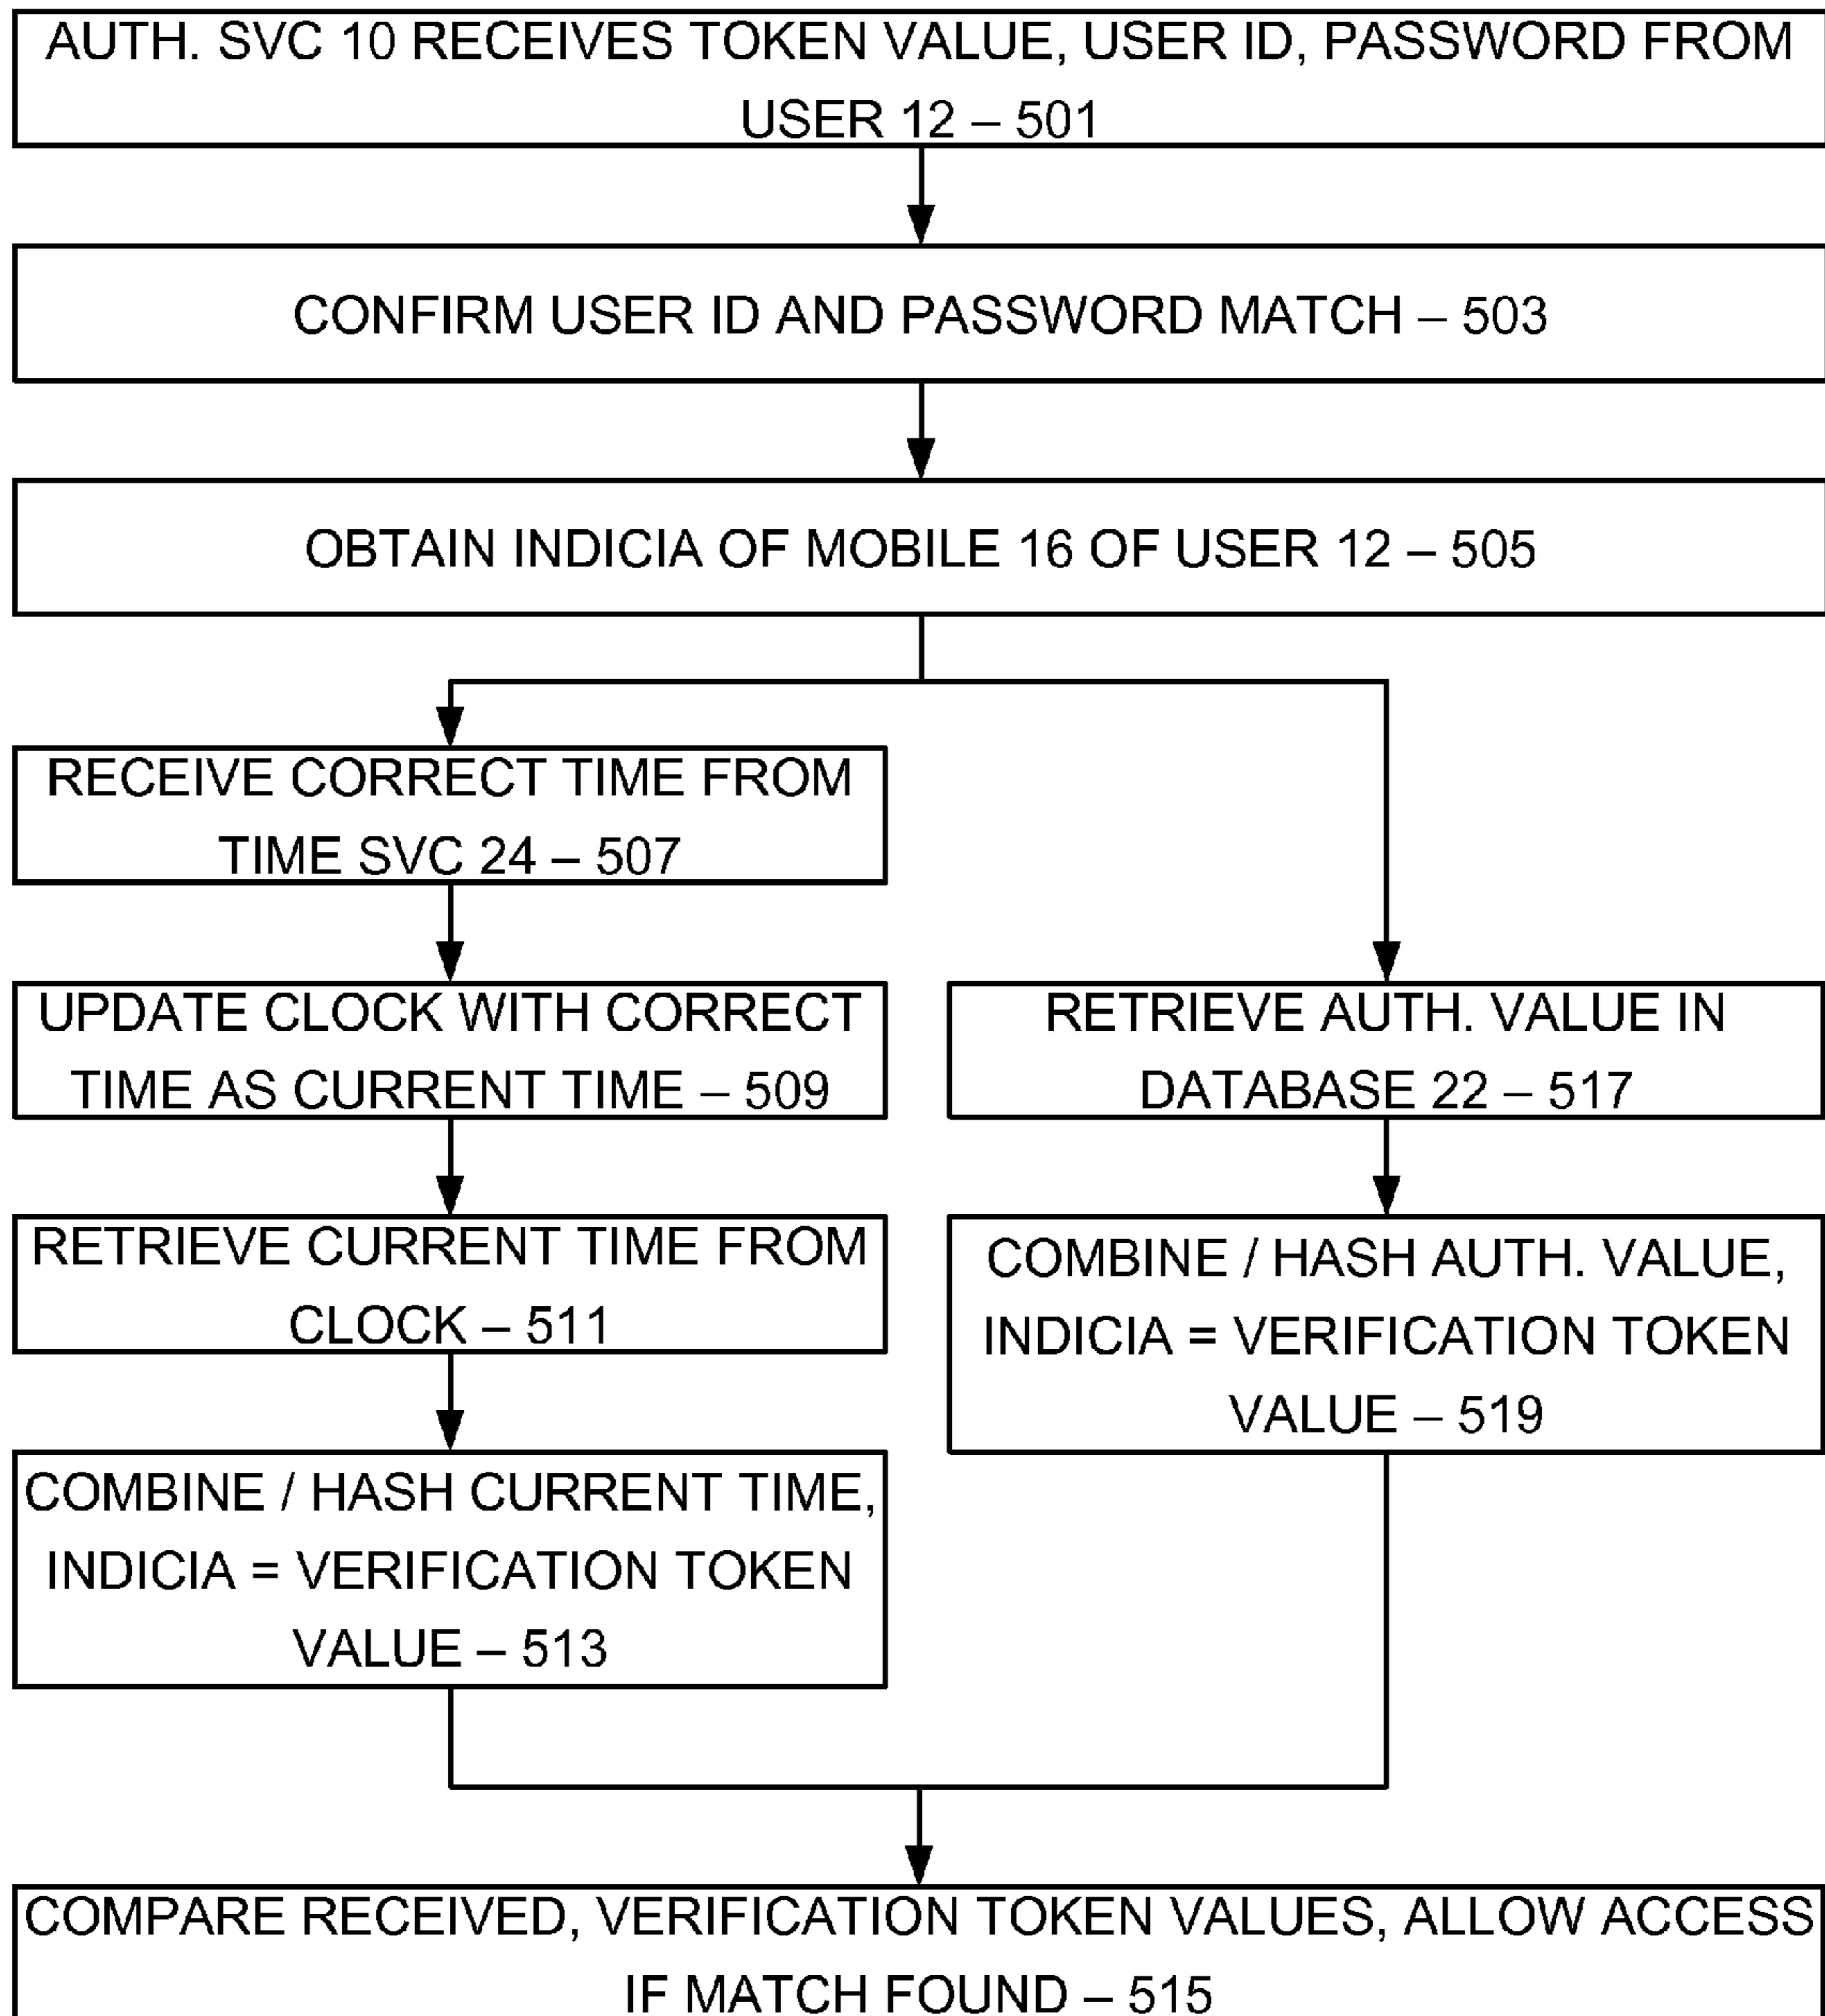 AUTH. SVC 10 RECEIVES TOKEN VALUE, USER ID, PASSWORD FROM
USER 12 – 501
CONFIRM USER ID AND PASSWORD MATCH – 503
OBTAIN INDICIA OF MOBILE 16 OF USER 12 – 505
RECEIVE CORRECT TIME FROM
TIME SVC 24 – 507
UPDATE CLOCK WITH CORRECT
TIME AS CURRENT TIME – 509
RETRIEVE CURRENT TIME FROM
CLOCK – 511
COMBINE / HASH CURRENT TIME,
INDICIA = VERIFICATION TOKEN
VALUE – 513
RETRIEVE AUTH. VALUE IN
DATABASE 22 – 517
COMBINE / HASH AUTH. VALUE,
INDICIA = VERIFICATION TOKEN
VALUE – 519
COMPARE RECEIVED, VERIFICATION TOKEN VALUES, ALLOW ACCESS
IF MATCH FOUND – 515